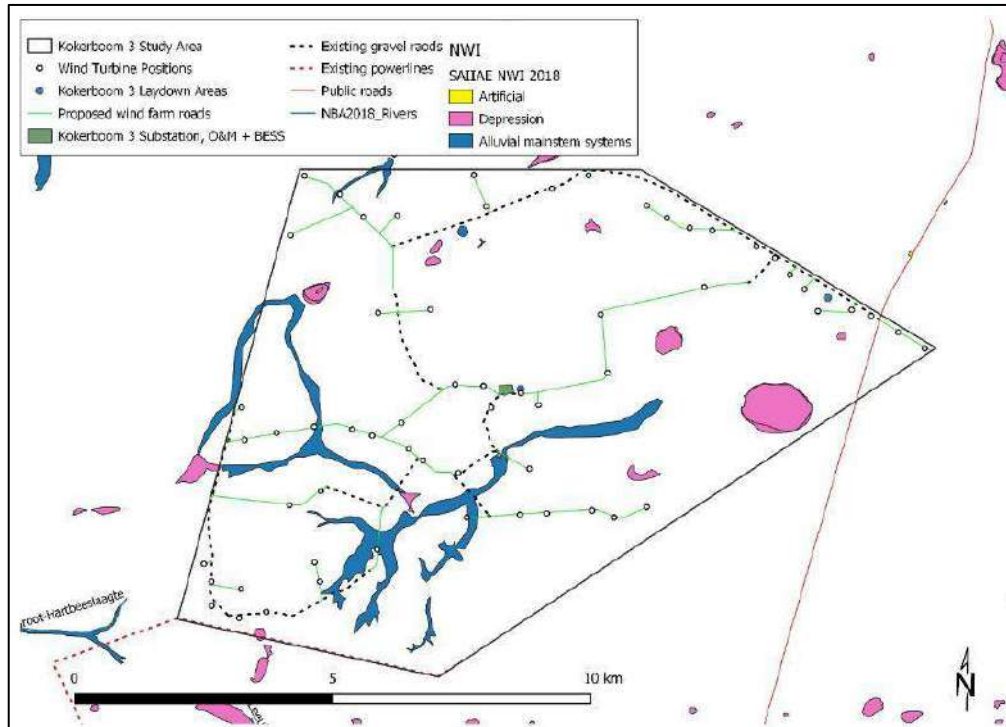 Kokerboom 3 Study Area
Wind Turbine Positions
Kokerboom 3 Laydown Areas
Proposed wind farm roads
Kokerboom 3 Substation, O&M + BESS
Existing gravel raods
Existing powerlines
Public roads
NBA2018_Rivers
NWI
SAIIAE NWI 2018
Artificial
Depression
Alluvial mainstem systems
root-Hartbeeslaagte
0
5
10 km
N